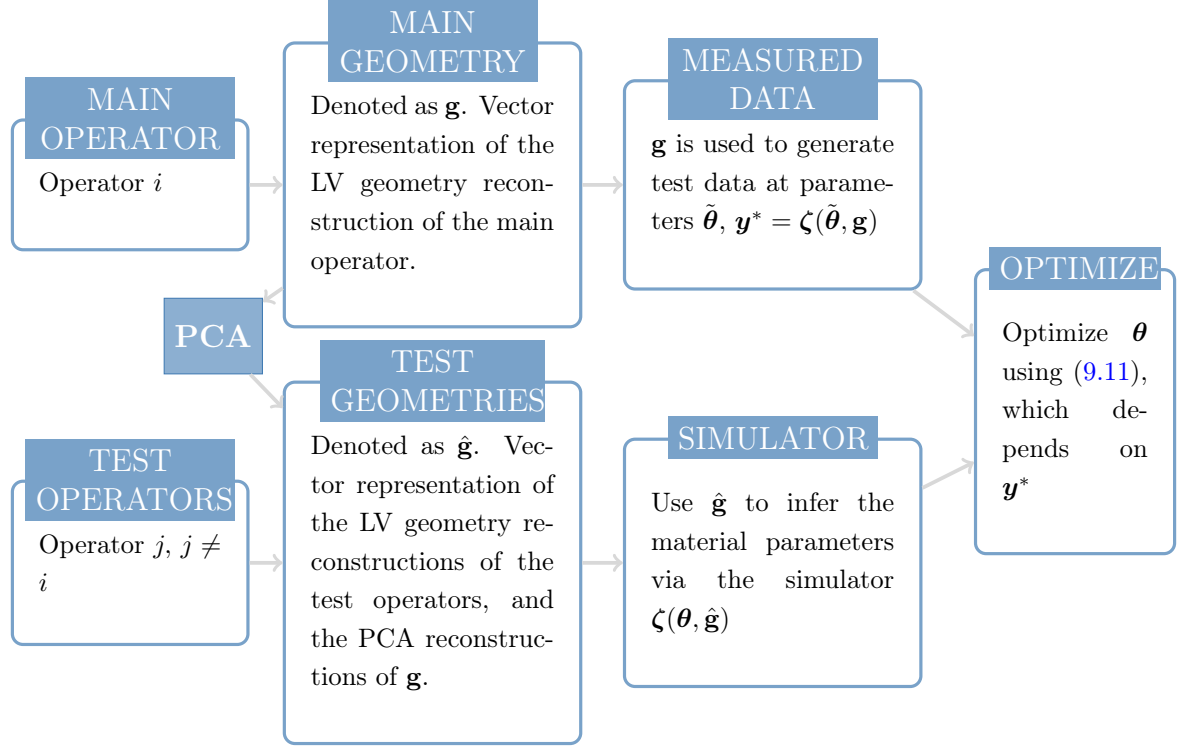 MAIN
OPERATOR
Operator i
MAIN
GEOMETRY
Denoted as g. Vector
representation of the
LV geometry recon-
struction of the main
operator.
MEASURED
DATA
g is used to generate
test data at parame-
ters θ̃, y* = ζ(θ̃, g)
PCA
TEST
OPERATORS
Operator j, j ≠
i
TEST
GEOMETRIES
Denoted as ĝ. Vec-
tor representation of
the LV geometry re-
constructions of the
test operators, and
the PCA reconstruc-
tions of g.
SIMULATOR
Use ĝ to infer the
material parameters
via the simulator
ζ(θ, ĝ)
OPTIMIZE
Optimize θ
using (9.11),
which de-
pends on
y*